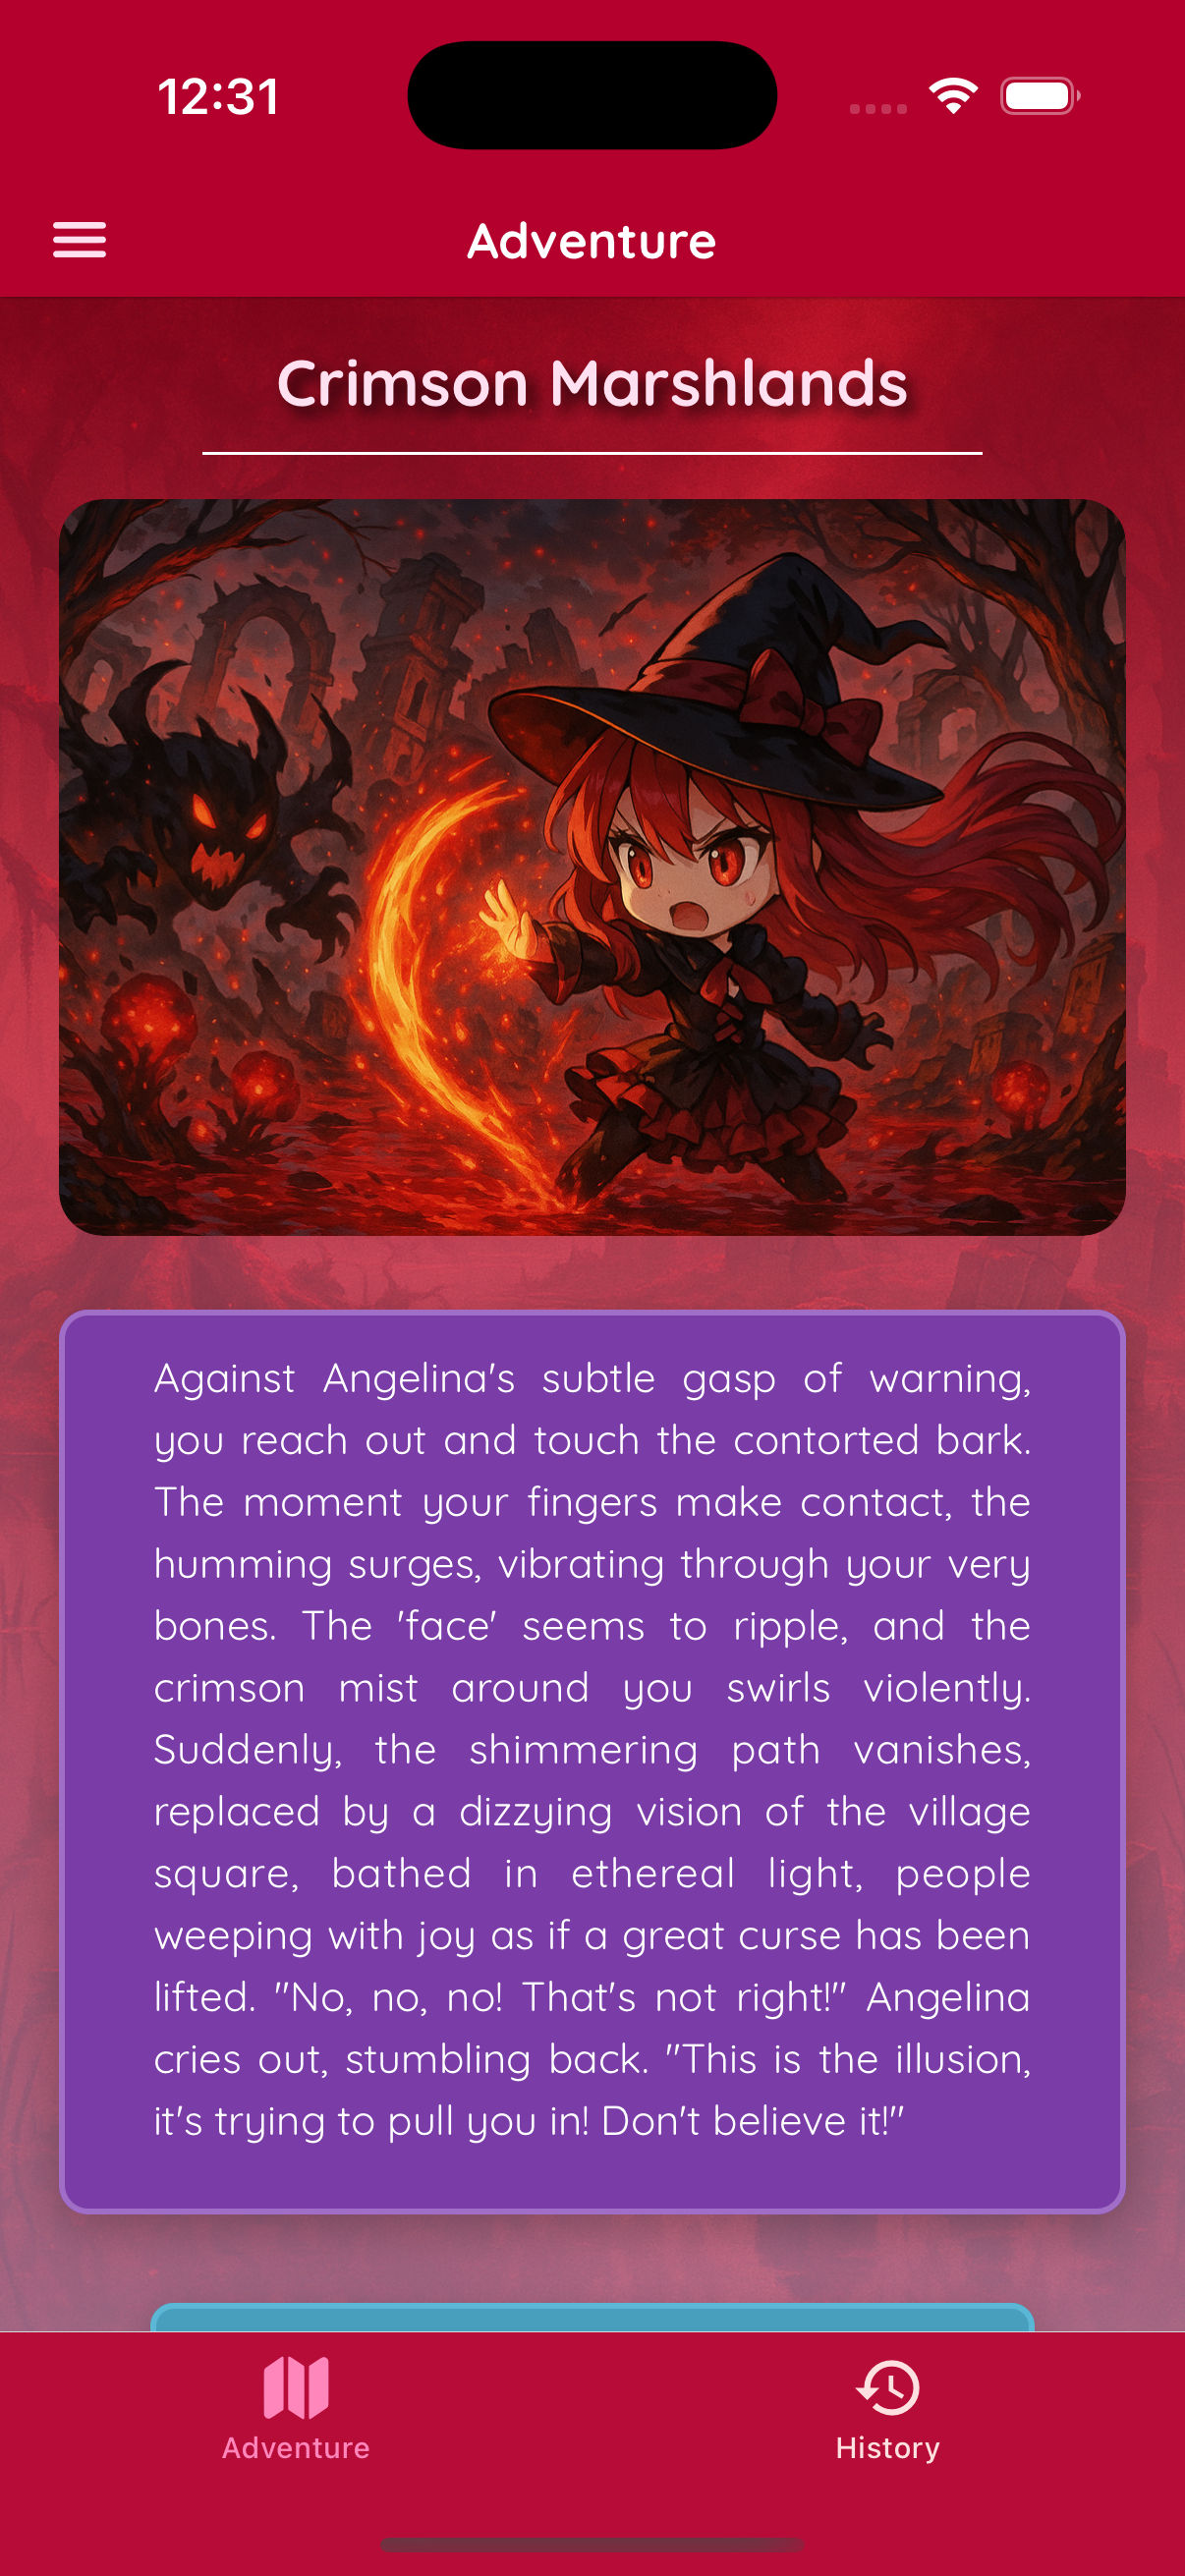 12:31
Adventure
Crimson Marshlands
Against Angelina's subtle gasp of warning,
you reach out and touch the contorted bark.
The moment your fingers make contact, the
humming surges, vibrating through your very
bones. The 'face' seems to ripple, and the
crimson mist around you swirls violently.
Suddenly, the shimmering path vanishes,
replaced by a dizzying vision of the village
square, bathed in ethereal light, people
weeping with joy as if a great curse has been
lifted. "No, no, no! That's not right!" Angelina
cries out, stumbling back. "This is the illusion,
it's trying to pull you in! Don't believe it!"
Adventure
History